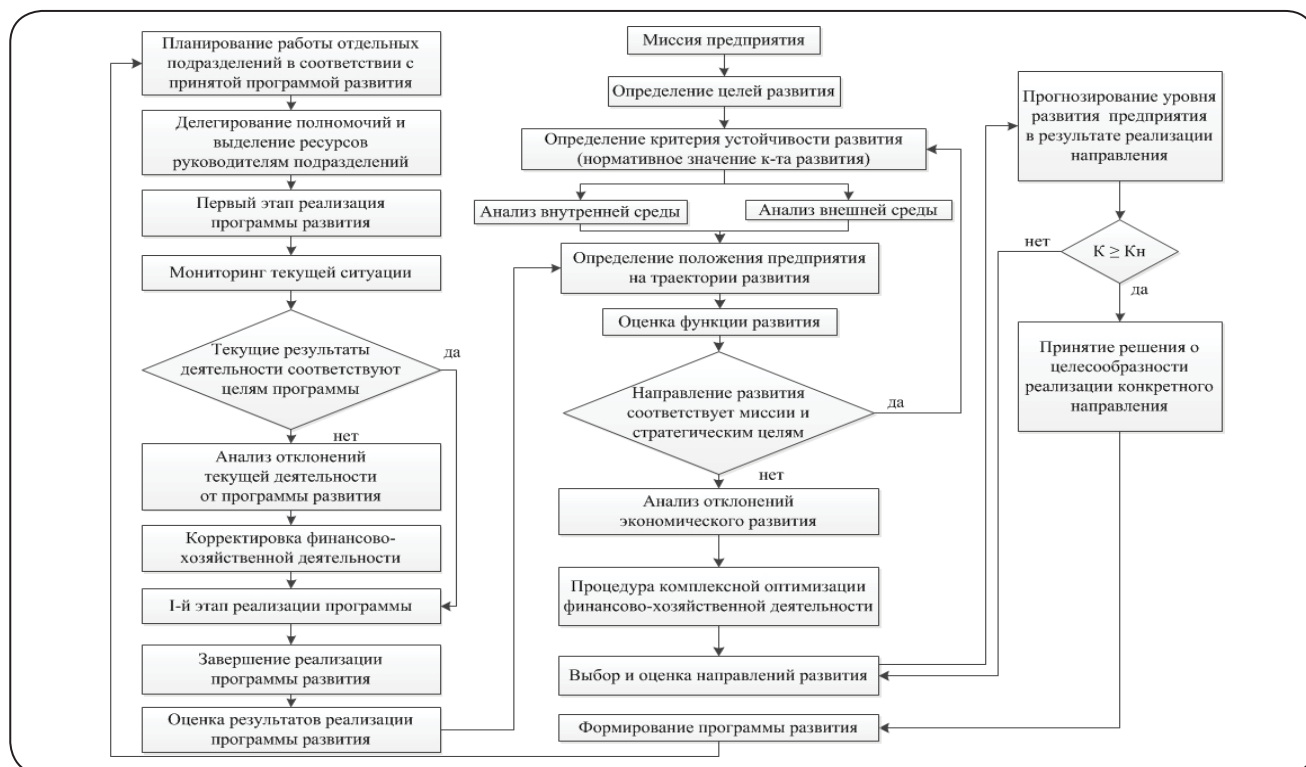 Планирование работы отдельных
подразделений в соответствии с
принятой программой развития
Делегирование полномочий и
выделение ресурсов
руководителям подразделений
Первый этап реализация
программы развития
Мониторинг текущей ситуации
Текущие результаты
деятельности соответствуют
целям программы
да
нет
Анализ отклонений
текущей деятельности
от программы развития
Корректировка финансово-
хозяйственной деятельности
I-й этап реализации программы
Завершение реализации
программы развития
Оценка результатов реализации
программы развития
Миссия предприятия
Определение целей развития
Определение критерия устойчивости развития
(нормативное значение к-та развития)
Анализ внутренней среды
Анализ внешней среды
Определение положения предприятия
на траектории развития
Оценка функции развития
Направление развития
соответствует миссии и
стратегическим целям
да
нет
Анализ отклонений
экономического развития
Процедура комплексной оптимизации
финансово-хозяйственной деятельности
Выбор и оценка направлений развития
Формирование программы развития
Прогнозирование уровня
развития предприятия
в результате реализации
направления
нет
К ≥ Кн
да
Принятие решения о
целесообразности
реализации конкретного
направления